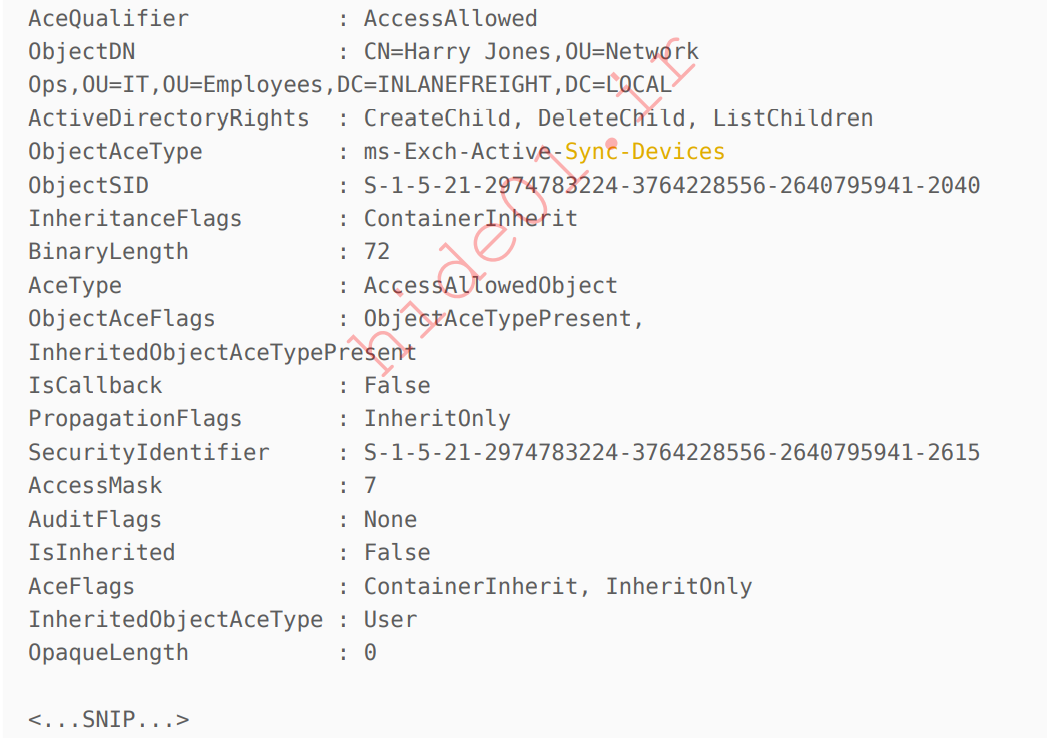 AceQualifier : AccessAllowed
ObjectDN : CN=Harry Jones,OU=Network
Ops,OU=IT,OU=Employees,DC=INLANEFREIGHT,DC=LOCAL
ActiveDirectoryRights : CreateChild, DeleteChild, ListChildren
ObjectAceType : ms-Exch-Active-Sync-Devices
ObjectSID : S-1-5-21-2974783224-3764228556-2640795941-2040
InheritanceFlags : ContainerInherit
BinaryLength : 72
AceType : AccessAllowedObject
ObjectAceFlags : ObjectAceTypePresent,
InheritedObjectAceTypePresent
IsCallback : False
PropagationFlags : InheritOnly
SecurityIdentifier : S-1-5-21-2974783224-3764228556-2640795941-2615
AccessMask : 7
AuditFlags : None
IsInherited : False
AceFlags : ContainerInherit, InheritOnly
InheritedObjectAceType : User
OpaqueLength : 0
<...SNIP...>
hide01.ir